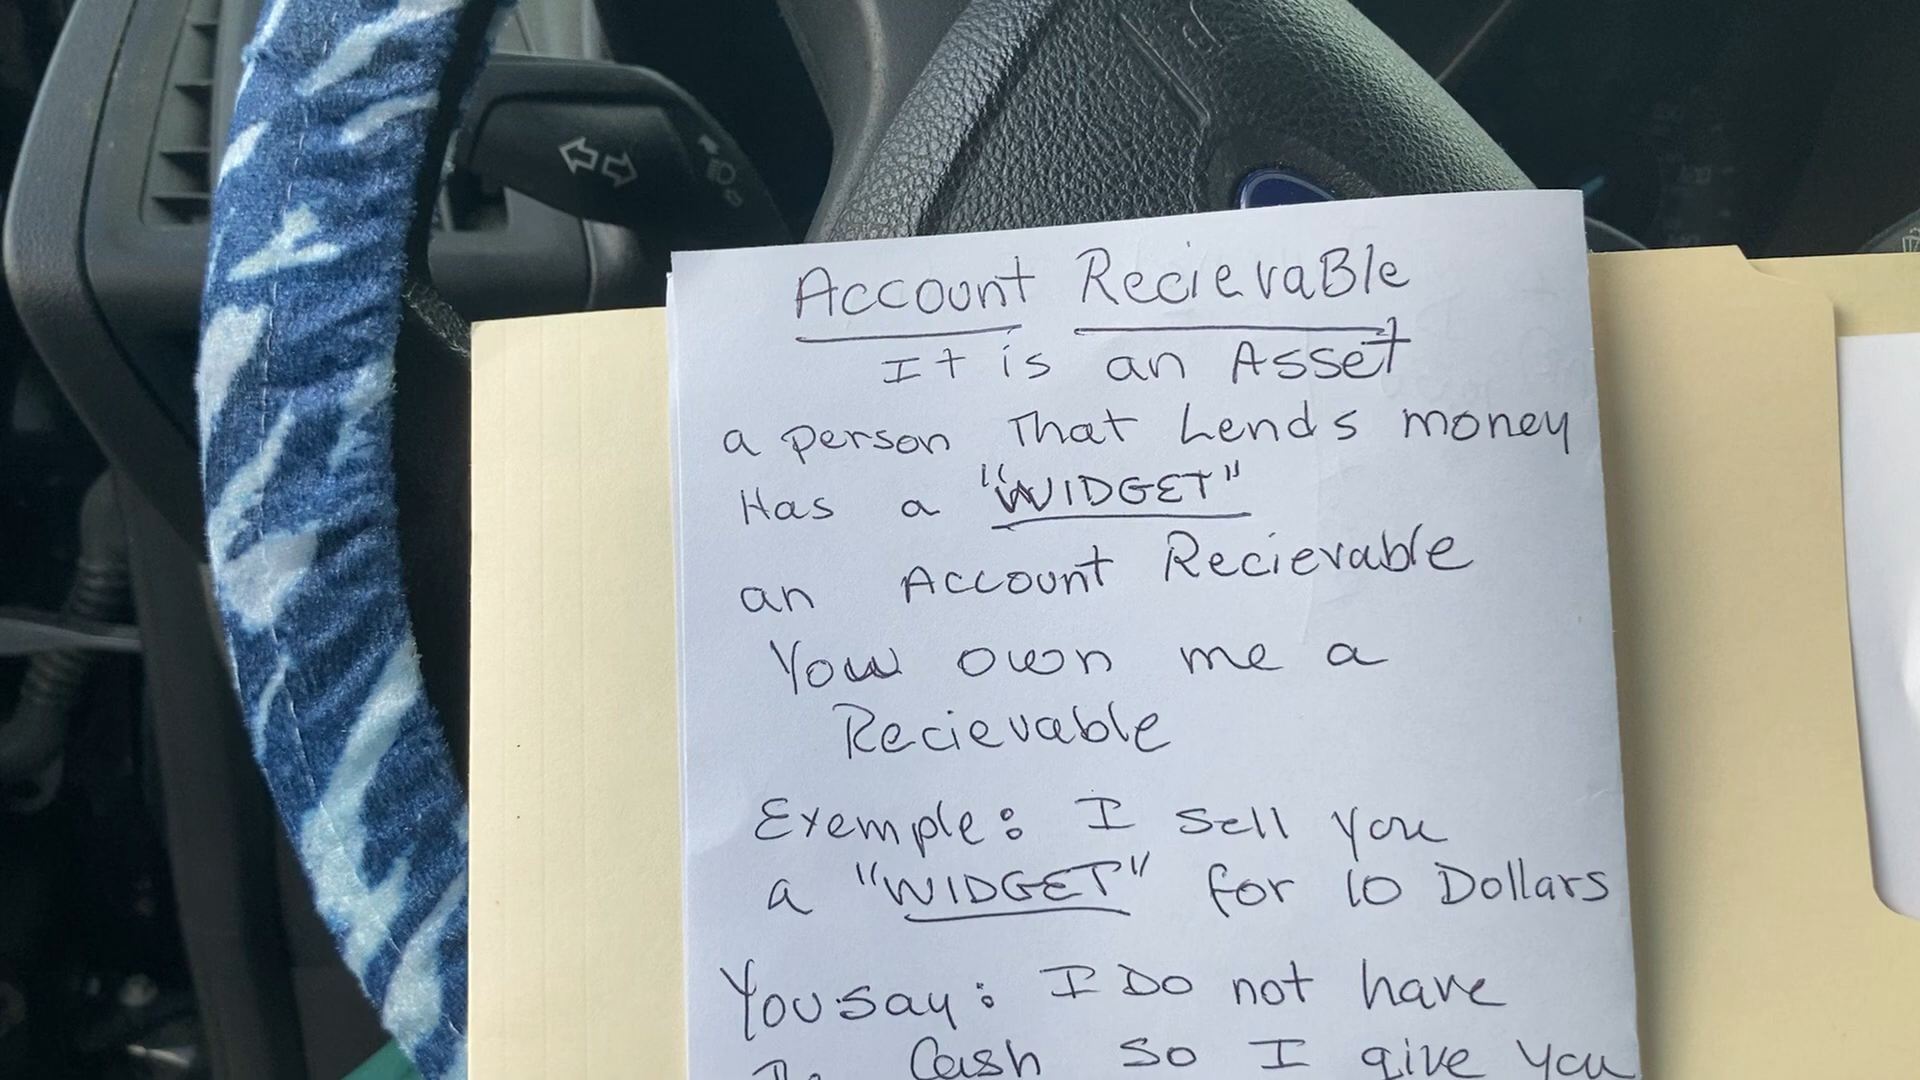 Account RecievaBle
It is an Asset
a person That Lends money
Has a "WIDGET"
an Account Recievable
You own me a
Recievable
Exemple: I sell you
a "WIDGET" for 10 Dollars
You say: I Do not have
Cash so I give you